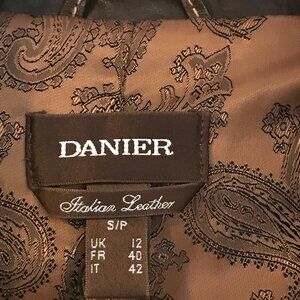 DANIER
Italian Leather
S/P
UK 12
FR 40
IT 42